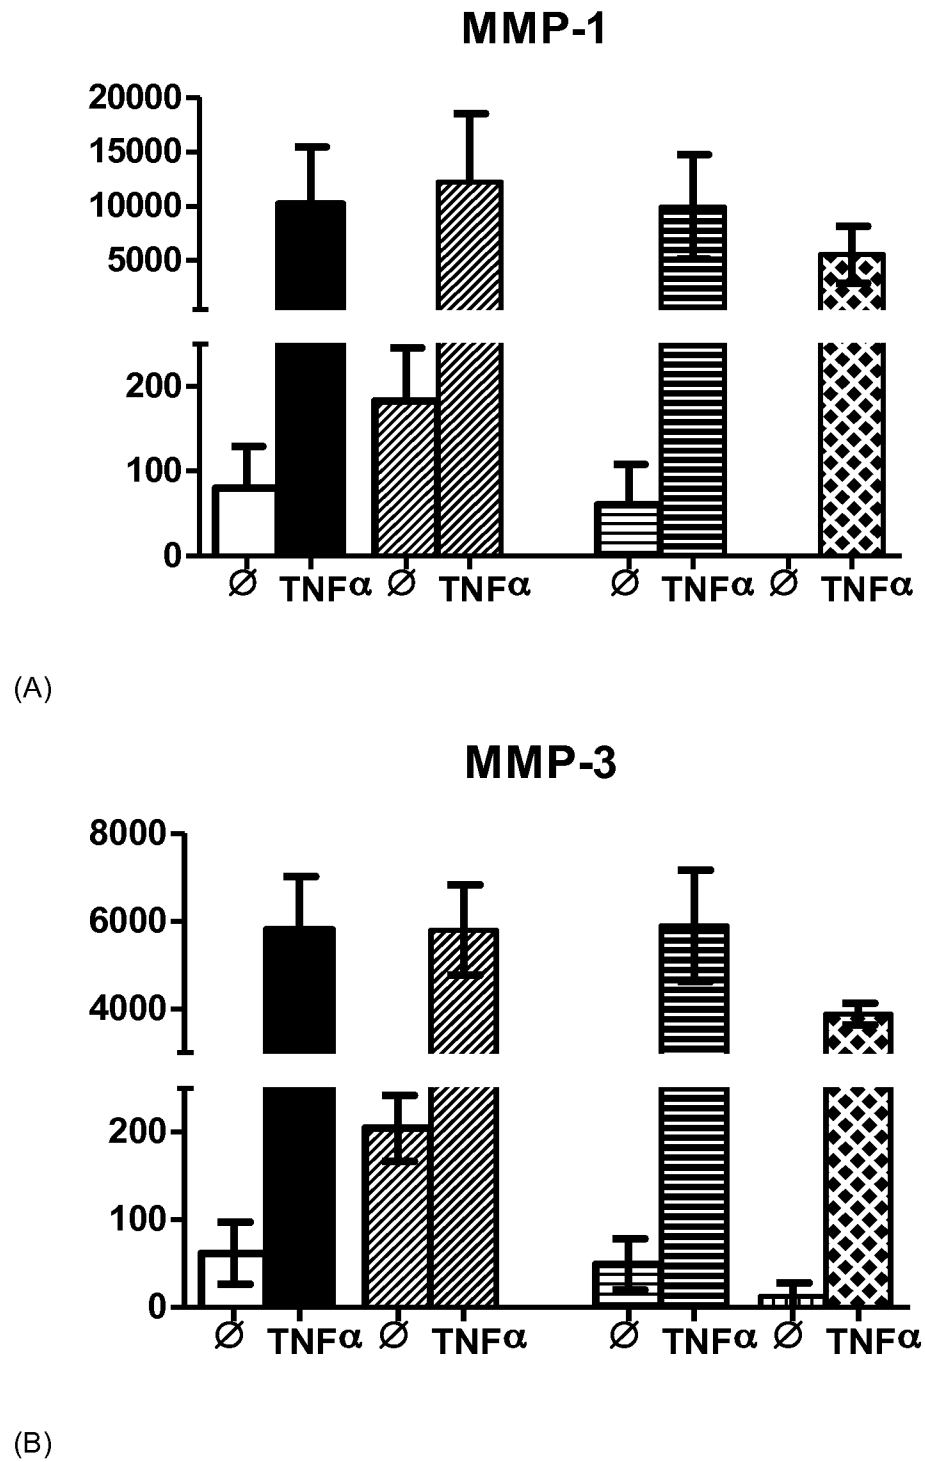 MMP-1
20000
15000
10000
5000
200
100
0
Ø TNFα Ø TNFα Ø TNFα Ø TNFα
(A)
MMP-3
8000
6000
4000
200
100
0
Ø TNFα Ø TNFα Ø TNFα Ø TNFα
(B)